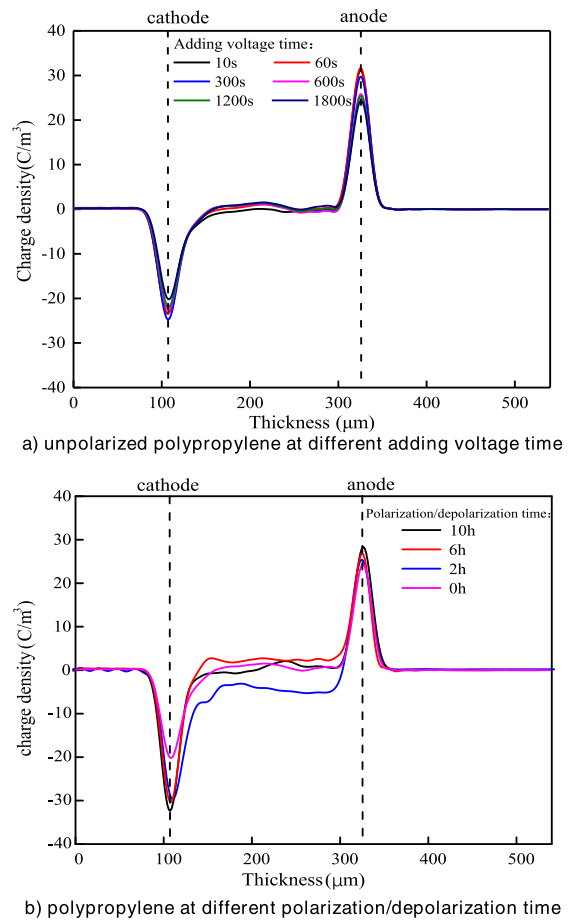 cathode
anode
Adding voltage time：
10s
60s
300s
600s
1200s
1800s
Charge density(C/m³)
40
30
20
10
0
-10
-20
-30
-40
0
100
200
300
400
500
Thickness (μm)
a) unpolarized polypropylene at different adding voltage time
cathode
anode
Polarization/depolarization time：
10h
6h
2h
0h
charge density(C/m³)
40
30
20
10
0
-10
-20
-30
-40
0
100
200
300
400
500
Thickness(μm)
b) polypropylene at different polarization/depolarization time